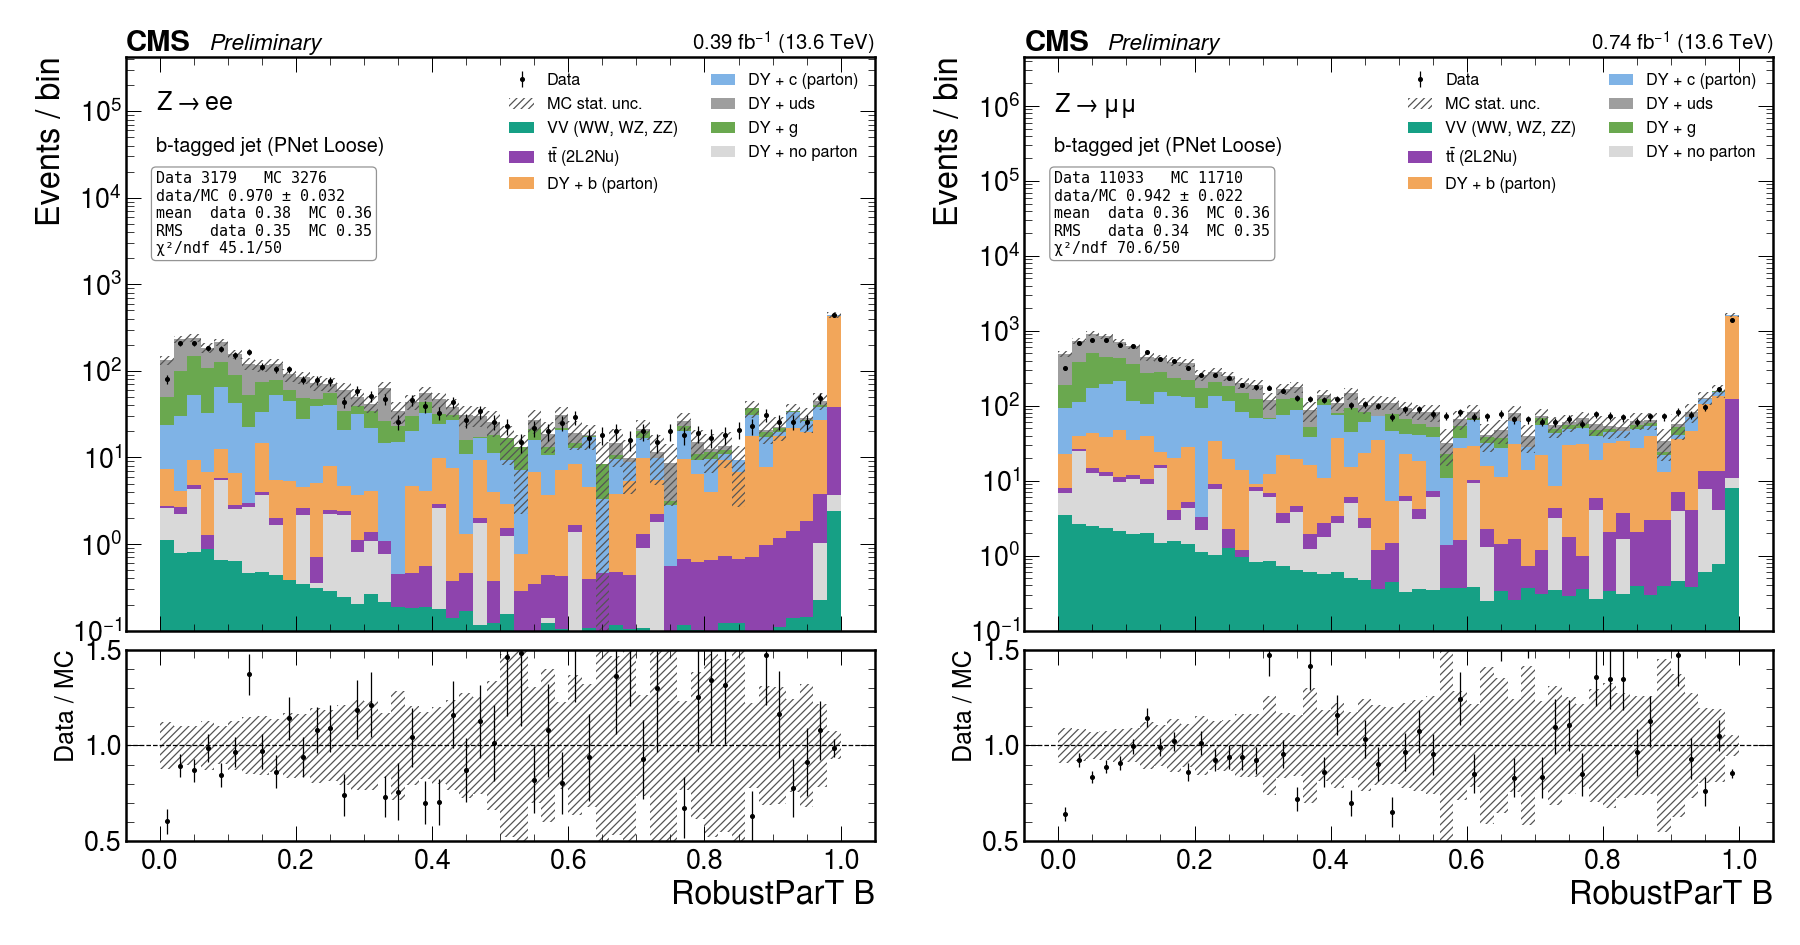 CMS Preliminary 0.39 fb⁻¹ (13.6 TeV)
Z → ee
b-tagged jet (PNet Loose)
Data 3179 MC 3276
data/MC 0.970 ± 0.032
mean data 0.38 MC 0.36
RMS data 0.35 MC 0.35
χ²/ndf 45.1/50
Data
MC stat. unc.
VV (WW, WZ, ZZ)
tt̄ (2L2Nu)
DY + b (parton)
DY + c (parton)
DY + uds
DY + g
DY + no parton
Events / bin
10⁵
10⁴
10³
10²
10¹
10⁰
10⁻¹
Data / MC
1.5
1.0
0.5
0.0 0.2 0.4 0.6 0.8 1.0
RobustParT B
CMS Preliminary 0.74 fb⁻¹ (13.6 TeV)
Z → μμ
b-tagged jet (PNet Loose)
Data 11033 MC 11710
data/MC 0.942 ± 0.022
mean data 0.36 MC 0.36
RMS data 0.34 MC 0.35
χ²/ndf 70.6/50
Data
MC stat. unc.
VV (WW, WZ, ZZ)
tt̄ (2L2Nu)
DY + b (parton)
DY + c (parton)
DY + uds
DY + g
DY + no parton
Events / bin
10⁶
10⁵
10⁴
10³
10²
10¹
10⁰
10⁻¹
Data / MC
1.5
1.0
0.5
0.0 0.2 0.4 0.6 0.8 1.0
RobustParT B